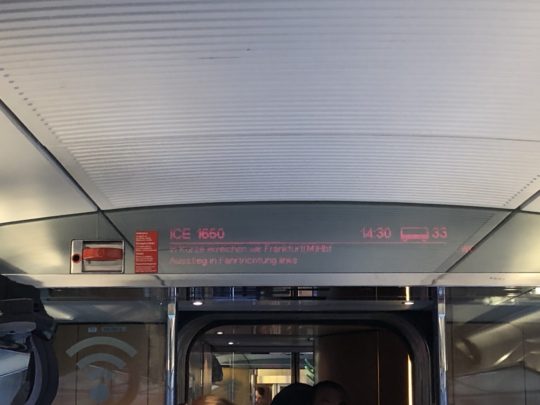 ICE 1650 14:30 33
In Kürze erreichen wir Frankfurt(M)Hbf
Ausstieg in Fahrtrichtung links